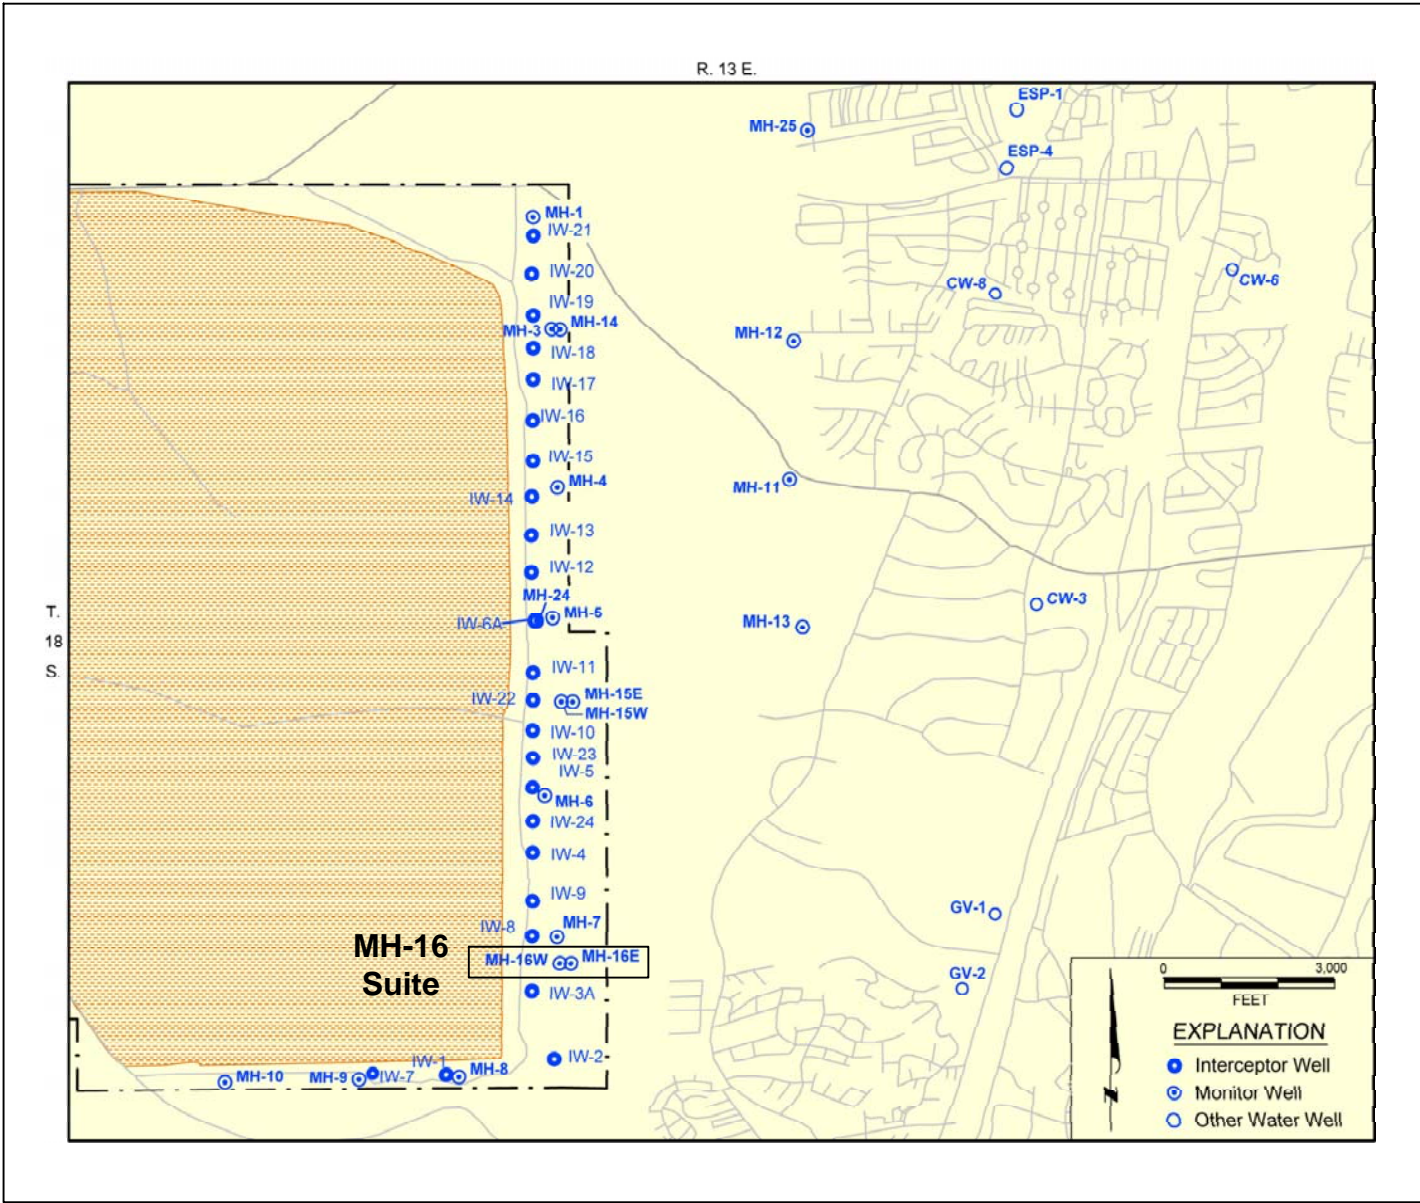 R. 13 E.
ESP-1
MH-25
ESP-4
MH-1
IW-21
IW-20
CW-6
CW-8
IW-19
MH-3
MH-14
MH-12
IW-18
IW-17
IW-16
IW-15
MH-4
MH-11
IW-14
IW-13
IW-12
MH-24
CW-3
T.
18
S.
IW-6A
MH-5
MH-13
IW-11
IW-22
MH-15E
MH-15W
IW-10
IW-23
IW-5
MH-6
IW-24
IW-4
IW-9
GV-1
IW-8
MH-7
MH-16
Suite
MH-16W
MH-16E
GV-2
IW-3A
0 3,000
FEET
EXPLANATION
Interceptor Well
Monitor Well
Other Water Well
N
IW-1
IW-2
MH-10
MH-9
IW-7
MH-8